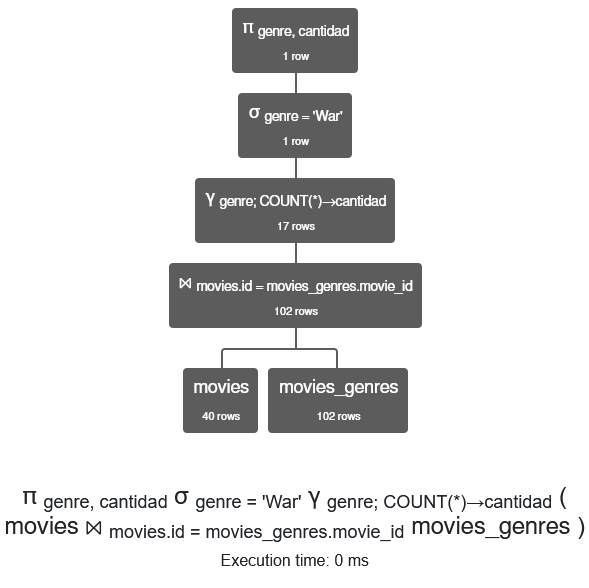 π genre, cantidad
1 row
σ genre = 'War'
1 row
γ genre; COUNT(*)→cantidad
17 rows
⋈ movies.id = movies_genres.movie_id
102 rows
movies
40 rows
movies_genres
102 rows
π genre, cantidad σ genre = 'War' γ genre; COUNT(*)→cantidad (
movies ⋈ movies.id = movies_genres.movie_id movies_genres )
Execution time: 0 ms